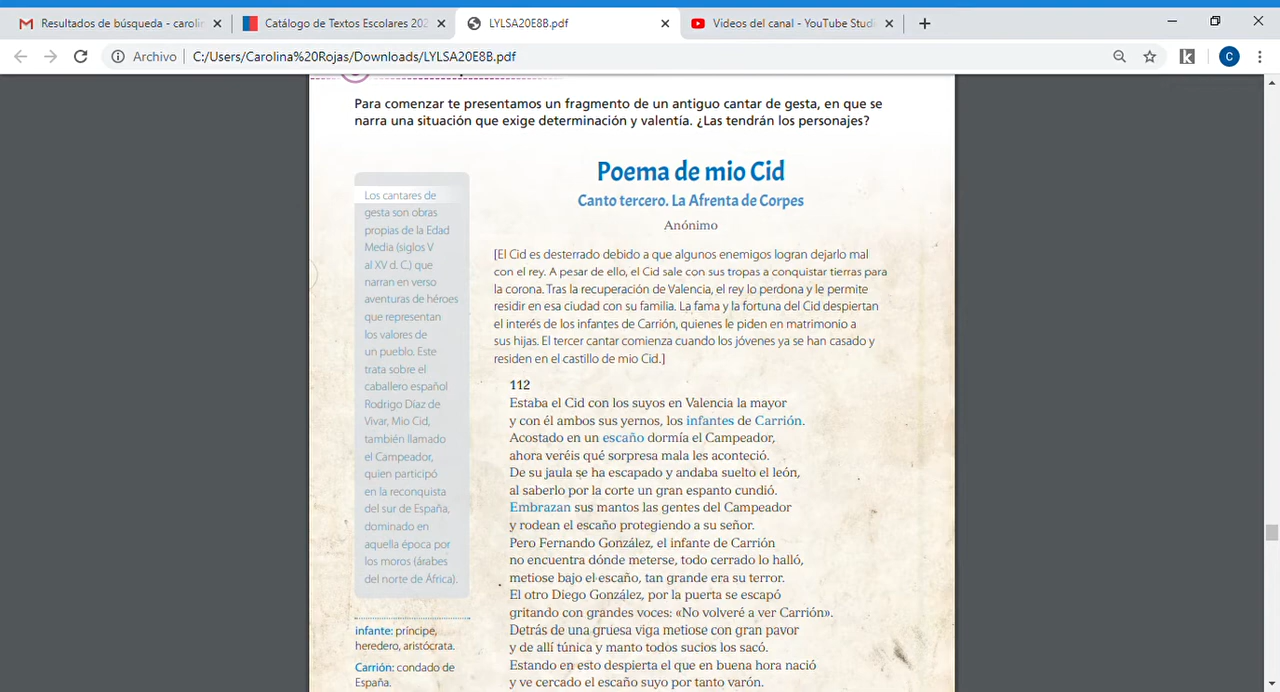 Resultados de búsqueda - carolin
Catálogo de Textos Escolares 202
LYLSA20E8B.pdf
Videos del canal - YouTube Studi
Archivo
C:/Users/Carolina%20Rojas/Downloads/LYLSA20E8B.pdf
K
C
Para comenzar te presentamos un fragmento de un antiguo cantar de gesta, en que se
narra una situación que exige determinación y valentía. ¿Las tendrán los personajes?
Poema de mio Cid
Canto tercero. La Afrenta de Corpes
Anónimo
Los cantares de
gesta son obras
propias de la Edad
Media (siglos V
al XV d. C.) que
narran en verso
aventuras de héroes
que representan
los valores de
un pueblo. Este
trata sobre el
caballero español
Rodrigo Díaz de
Vivar, Mio Cid,
también llamado
el Campeador,
quien participó
en la reconquista
del sur de España,
dominado en
aquella época por
los moros (árabes
del norte de África).
infante: príncipe,
heredero, aristócrata.
Carrión: condado de
España.
[El Cid es desterrado debido a que algunos enemigos logran dejarlo mal
con el rey. A pesar de ello, el Cid sale con sus tropas a conquistar tierras para
la corona. Tras la recuperación de Valencia, el rey lo perdona y le permite
residir en esa ciudad con su familia. La fama y la fortuna del Cid despiertan
el interés de los infantes de Carrión, quienes le piden en matrimonio a
sus hijas. El tercer cantar comienza cuando los jóvenes ya se han casado y
residen en el castillo de mio Cid.]
112
Estaba el Cid con los suyos en Valencia la mayor
y con él ambos sus yernos, los infantes de Carrión.
Acostado en un escaño dormía el Campeador,
ahora veréis qué sorpresa mala les aconteció.
De su jaula se ha escapado y andaba suelto el león,
al saberlo por la corte un gran espanto cundió.
Embrazan sus mantos las gentes del Campeador
y rodean el escaño protegiendo a su señor.
Pero Fernando González, el infante de Carrión
no encuentra dónde meterse, todo cerrado lo halló,
metiose bajo el escaño, tan grande era su terror.
El otro Diego González, por la puerta se escapó
gritando con grandes voces: «No volveré a ver Carrión».
Detrás de una gruesa viga metiose con gran pavor
y de allí túnica y manto todos sucios los sacó.
Estando en esto despierta el que en buena hora nació
y ve cercado el escaño suyo por tanto varón.